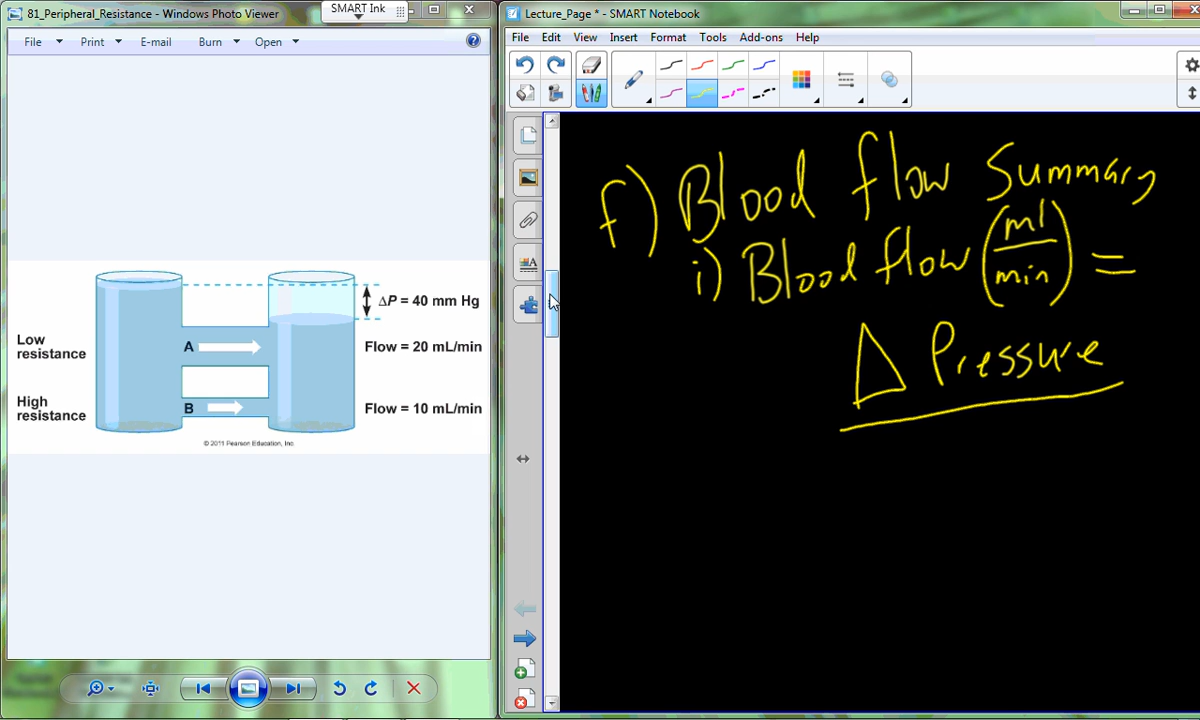 81_Peripheral_Resistance - Windows Photo Viewer
SMART Ink
File Print E-mail Burn Open
Low resistance
High resistance
A
B
ΔP = 40 mm Hg
Flow = 20 mL/min
Flow = 10 mL/min
© 2011 Pearson Education, Inc.
Lecture_Page * - SMART Notebook
File Edit View Insert Format Tools Add-ons Help
f) Blood flow Summary
i) Blood flow (ml/min) =
Δ Pressure